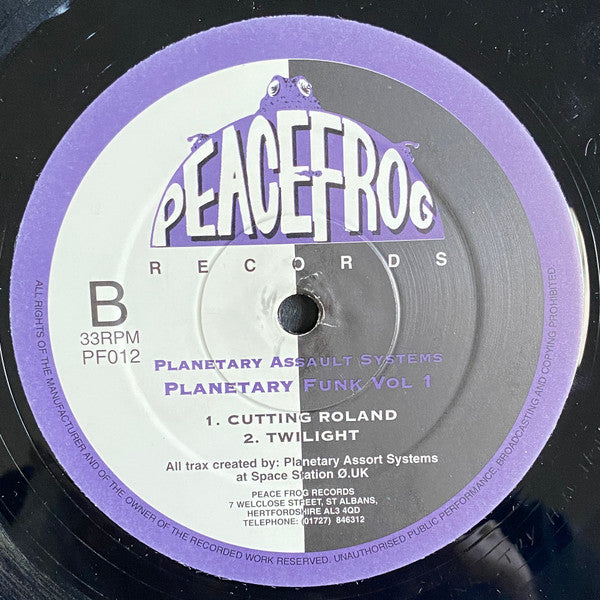 PEACEFROG
RECORDS
B
33RPM
PF012
PLANETARY ASSAULT SYSTEMS
PLANETARY FUNK VOL 1
1. CUTTING ROLAND
2. TWILIGHT
All trax created by: Planetary Assort Systems
at Space Station Ø.UK
PEACE FROG RECORDS
7 WELCLOSE STREET, ST ALBANS,
HERTFORDSHIRE AL3 4QD
TELEPHONE: (01727) 846312
ALL RIGHTS OF THE MANUFACTURER AND OF THE OWNER OF THE RECORDED WORK RESERVED. UNAUTHORISED PUBLIC PERFORMANCE, BROADCASTING AND COPYING PROHIBITED.